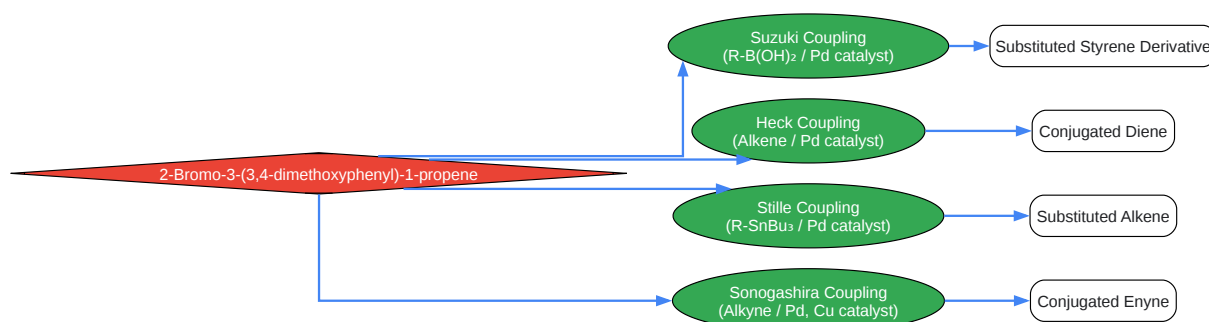 Suzuki Coupling
(R-B(OH)₂ / Pd catalyst)
Substituted Styrene Derivative
Heck Coupling
(Alkene / Pd catalyst)
Conjugated Diene
2-Bromo-3-(3,4-dimethoxyphenyl)-1-propene
Stille Coupling
(R-SnBu₃ / Pd catalyst)
Substituted Alkene
Sonogashira Coupling
(Alkyne / Pd, Cu catalyst)
Conjugated Enyne